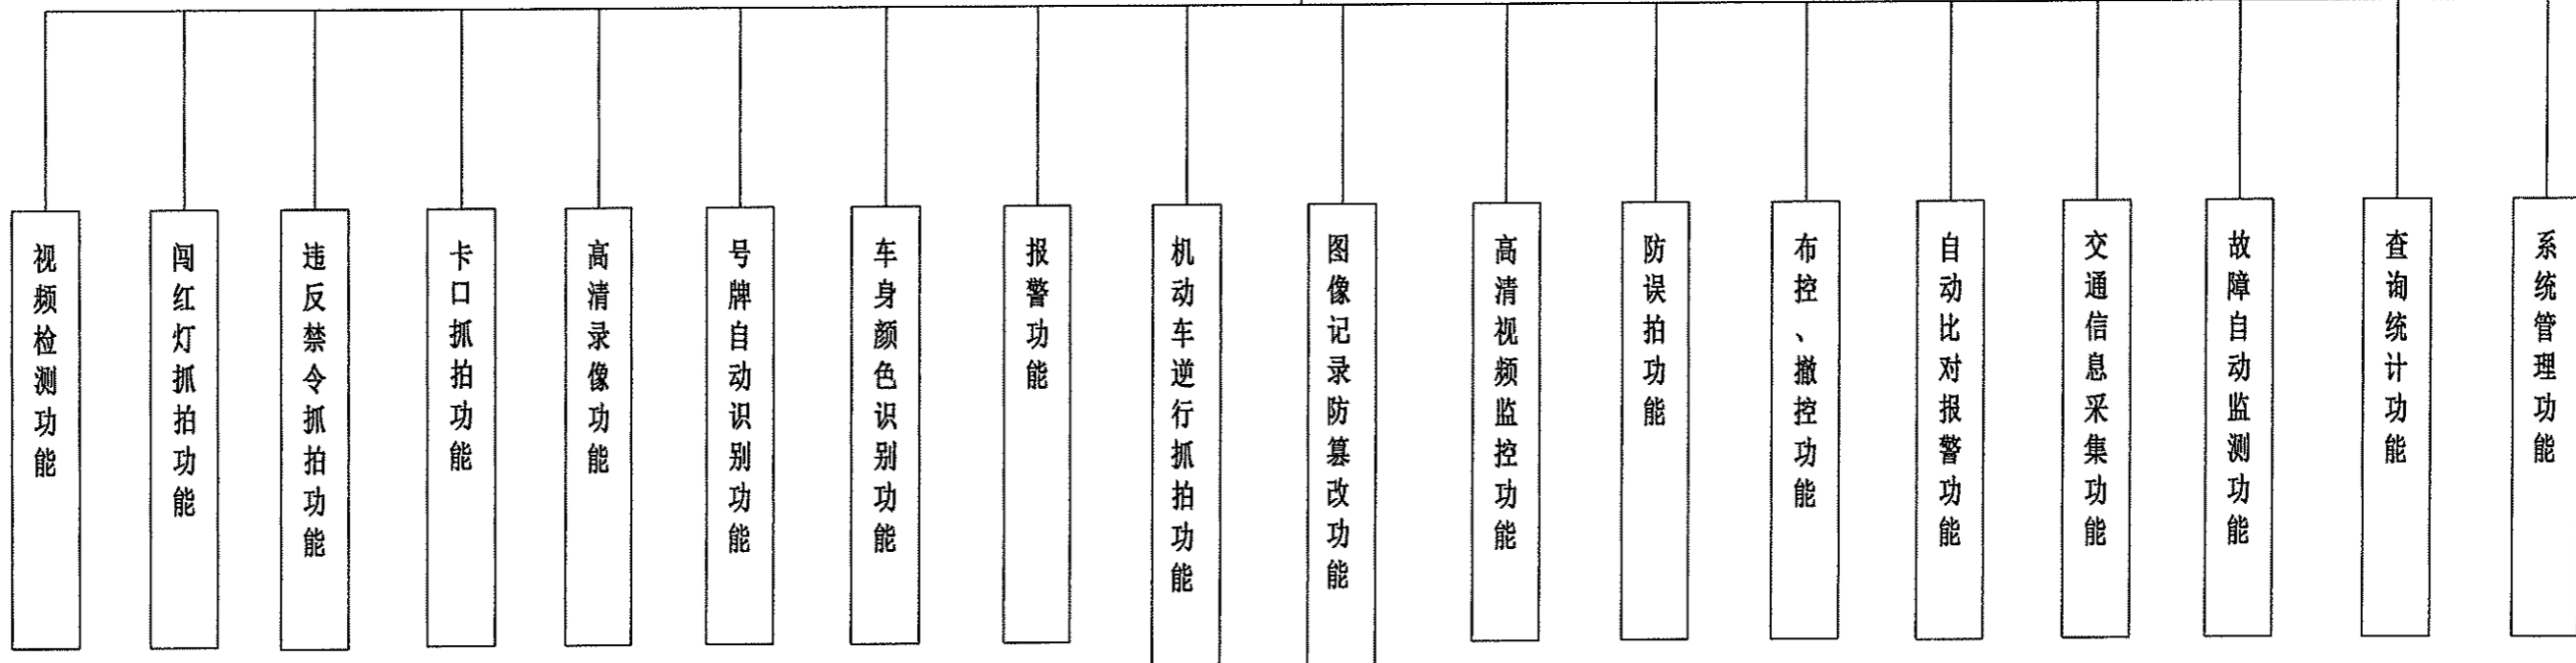 视频检测功能
闯红灯抓拍功能
违反禁令抓拍功能
卡口抓拍功能
高清录像功能
号牌自动识别功能
车身颜色识别功能
报警功能
机动车逆行抓拍功能
图像记录防篡改功能
高清视频监控功能
防误拍功能
布控、撤控功能
自动比对报警功能
交通信息采集功能
故障自动监测功能
查询统计功能
系统管理功能